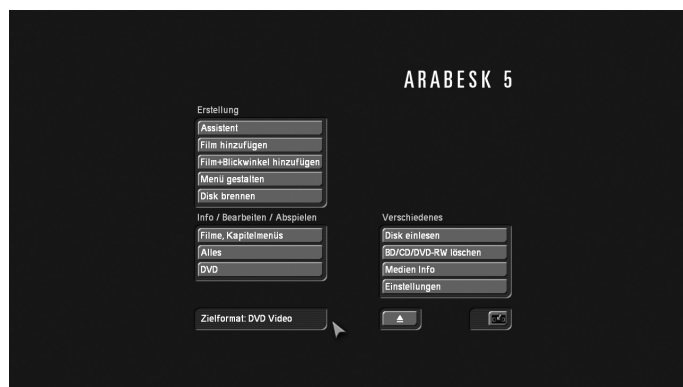 ARABESK 5
Erstellung
Assistent
Film hinzufügen
Film+Blickwinkel hinzufügen
Menü gestalten
Disk brennen
Info / Bearbeiten / Abspielen
Filme, Kapitelmenüs
Alles
DVD
Verschiedenes
Disk einlesen
BD/CD/DVD-RW löschen
Medien Info
Einstellungen
Zielformat: DVD Video